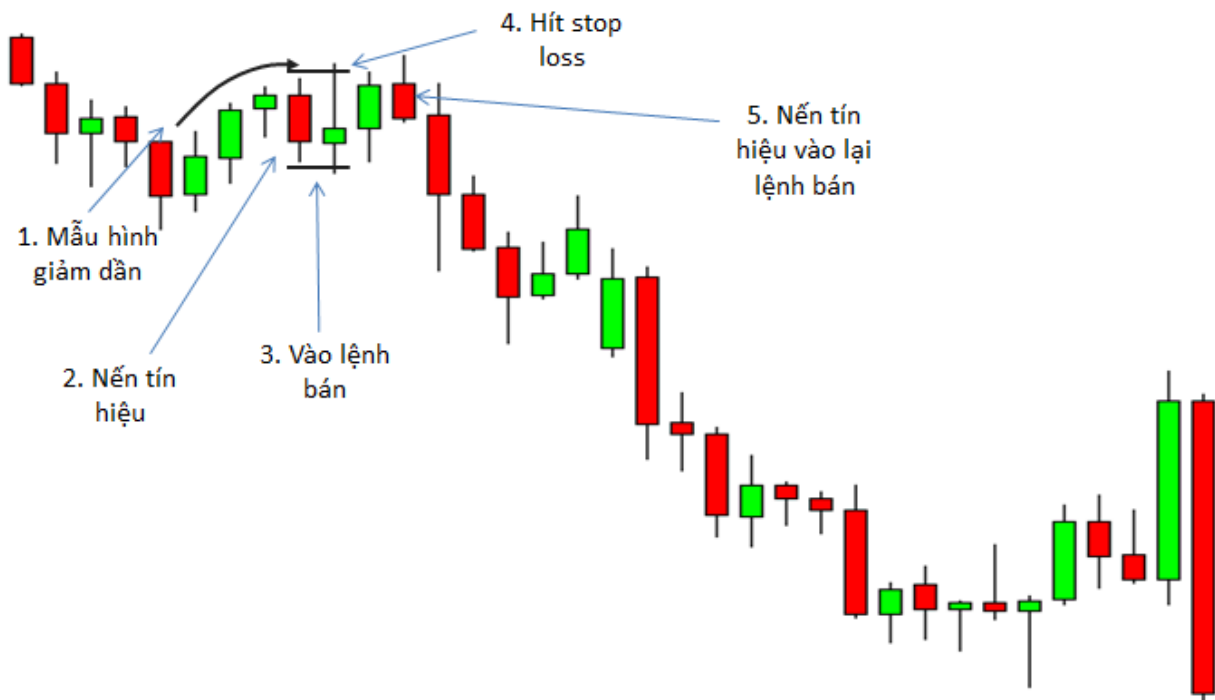 4. Hít stop
loss
5. Nến tín
hiệu vào lại
lệnh bán
1. Mẫu hình
giảm dần
3. Vào lệnh
bán
2. Nến tín
hiệu